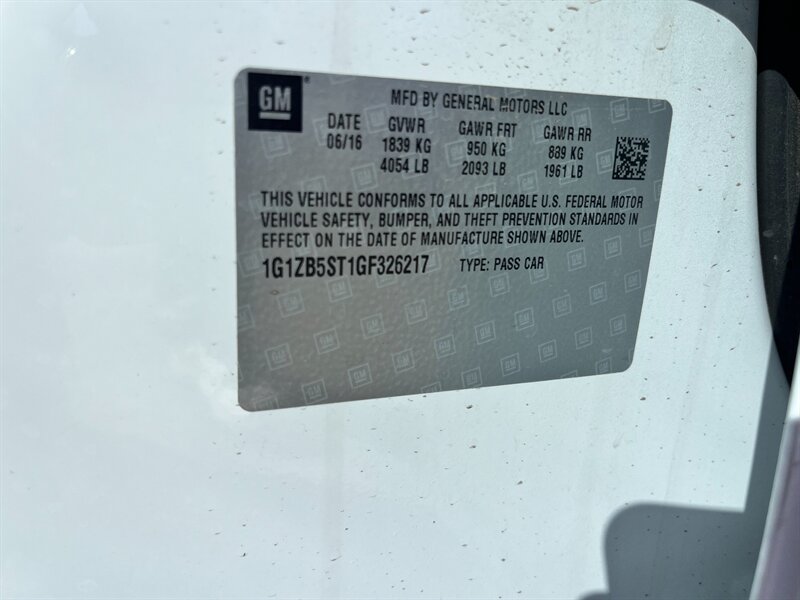 GM
MFD BY GENERAL MOTORS LLC
DATE GVWR GAWR FRT GAWR RR
06/16 1839 KG 950 KG 889 KG
4054 LB 2093 LB 1961 LB
THIS VEHICLE CONFORMS TO ALL APPLICABLE U.S. FEDERAL MOTOR
VEHICLE SAFETY, BUMPER, AND THEFT PREVENTION STANDARDS IN
EFFECT ON THE DATE OF MANUFACTURE SHOWN ABOVE.
1G1ZB5ST1GF326217 TYPE: PASS CAR